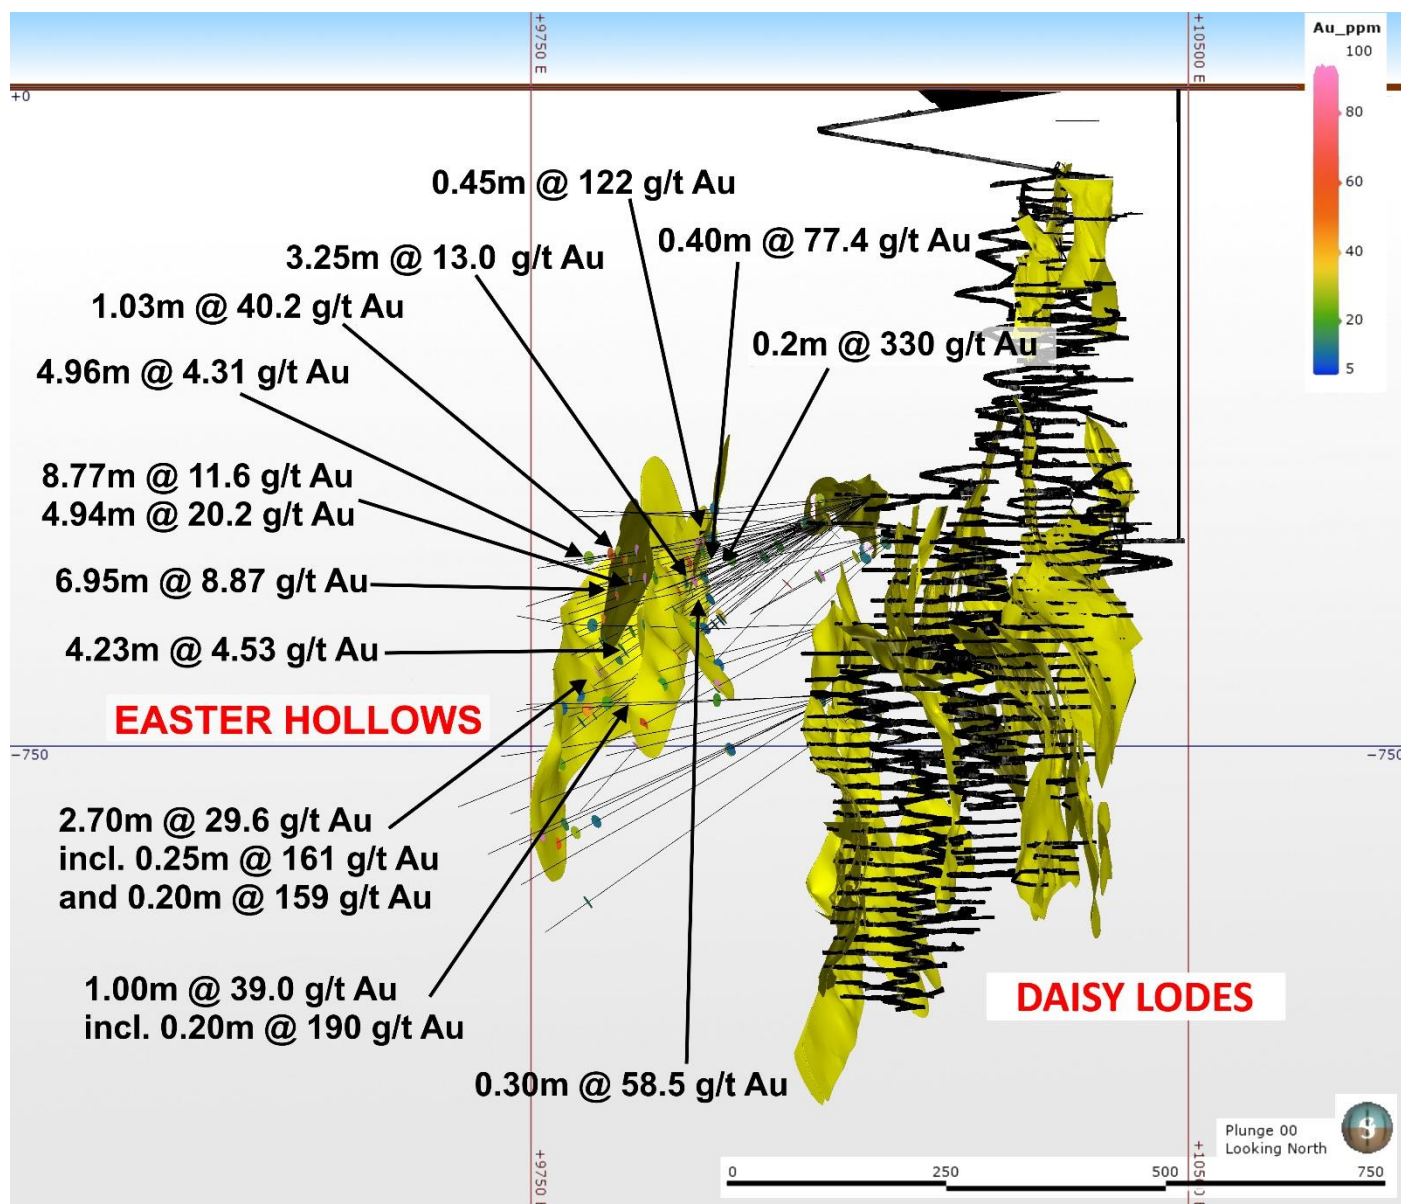 +9750 E
+10500 E
Au_ppm
100
80
60
40
20
5
+0
0.45m @ 122 g/t Au
0.40m @ 77.4 g/t Au
3.25m @ 13.0 g/t Au
1.03m @ 40.2 g/t Au
0.2m @ 330 g/t Au
4.96m @ 4.31 g/t Au
8.77m @ 11.6 g/t Au
4.94m @ 20.2 g/t Au
6.95m @ 8.87 g/t Au
4.23m @ 4.53 g/t Au
EASTER HOLLOWS
-750
-750
2.70m @ 29.6 g/t Au
incl. 0.25m @ 161 g/t Au
and 0.20m @ 159 g/t Au
1.00m @ 39.0 g/t Au
incl. 0.20m @ 190 g/t Au
DAISY LODES
0.30m @ 58.5 g/t Au
Plunge 00
Looking North
0
250
500
750
+9750 E